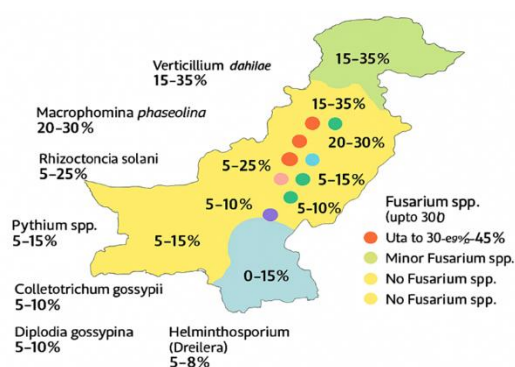 Verticillium dahilae
15–35%
Macrophomina phaseolina
20–30%
Rhizoctoncia solani
5–25%
Pythium spp.
5–15%
Colletotrichum gossypii
5–10%
Diplodia gossypina
5–10%
Helminthosporium
(Dreilera)
5–8%
15–35%
15–35%
20–30%
5–25%
5–15%
5–10%
5–10%
5–15%
0–15%
Fusarium spp.
(upto 30
Uta to 30-e9%-45%
Minor Fusarium spp.
No Fusarium spp.
No Fusarium spp.